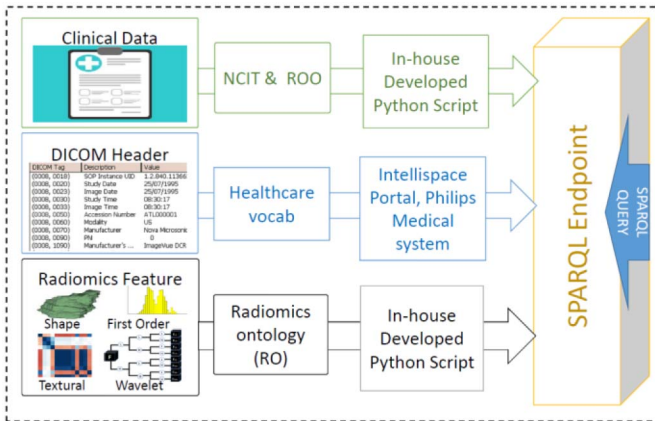 Clinical Data
NCIT & ROO
In-house
Developed
Python Script
DICOM Header
DICOM Tag Description Value
(0008, 0018) SOP Instance UID 1.2.840.11366
(0008, 0020) Study Date 25/07/1995
(0008, 0023) Image Date 25/07/1995
(0008, 0030) Study Time 08:30:17
(0008, 0033) Image Time 08:30:17
(0008, 0050) Accession Number ATL000001
(0008, 0060) Modality US
(0008, 0070) Manufacturer Nova Microsonic
(0008, 0090) PN 0
(0008, 1090) Manufacturer's ... ImageVue DCR
Healthcare
vocab
Intellispace
Portal, Philips
Medical
system
Radiomics Feature
Shape First Order
Textural Wavelet
Radiomics
ontology
(RO)
In-house
Developed
Python Script
SPARQL Endpoint
SPARQL
QUERY